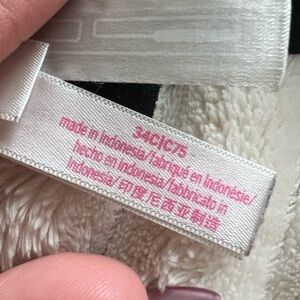 34C|C75
made in Indonesia/fabriqué en Indonésie/
hecho en Indonesia/fabbricato in
Indonesia/印度尼西亚制造